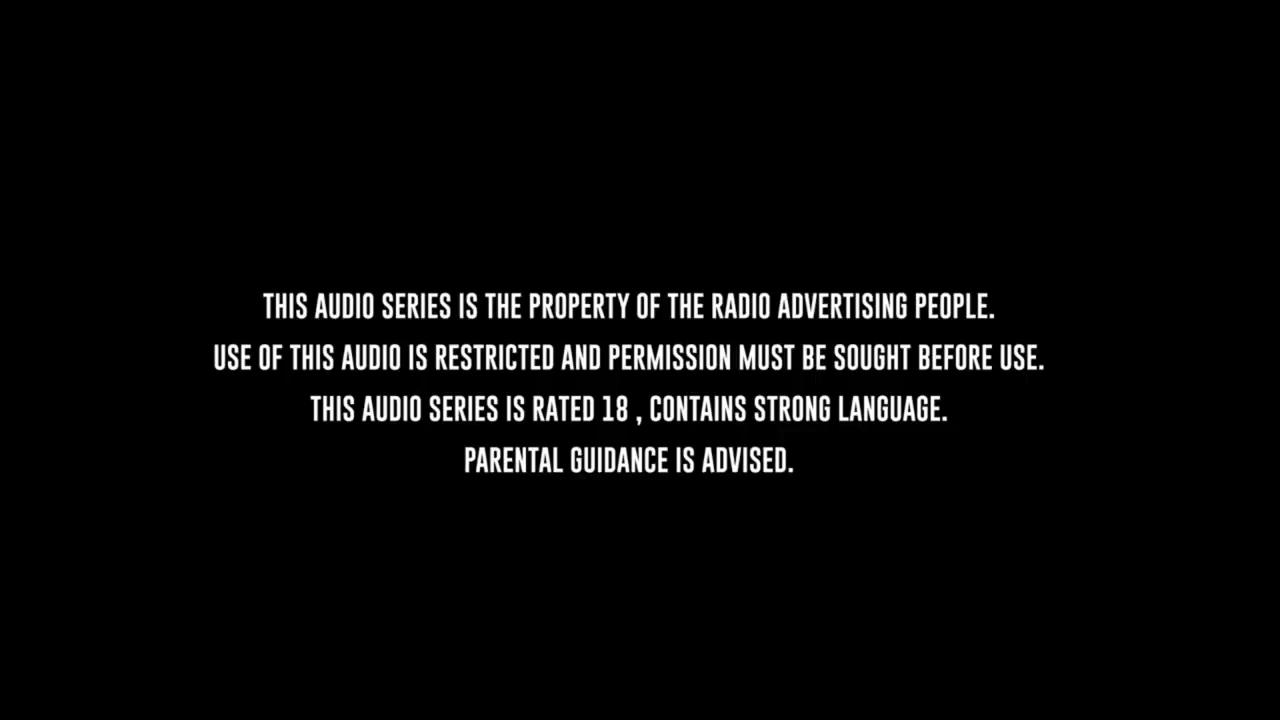 THIS AUDIO SERIES IS THE PROPERTY OF THE RADIO ADVERTISING PEOPLE.
USE OF THIS AUDIO IS RESTRICTED AND PERMISSION MUST BE SOUGHT BEFORE USE.
THIS AUDIO SERIES IS RATED 18 , CONTAINS STRONG LANGUAGE.
PARENTAL GUIDANCE IS ADVISED.